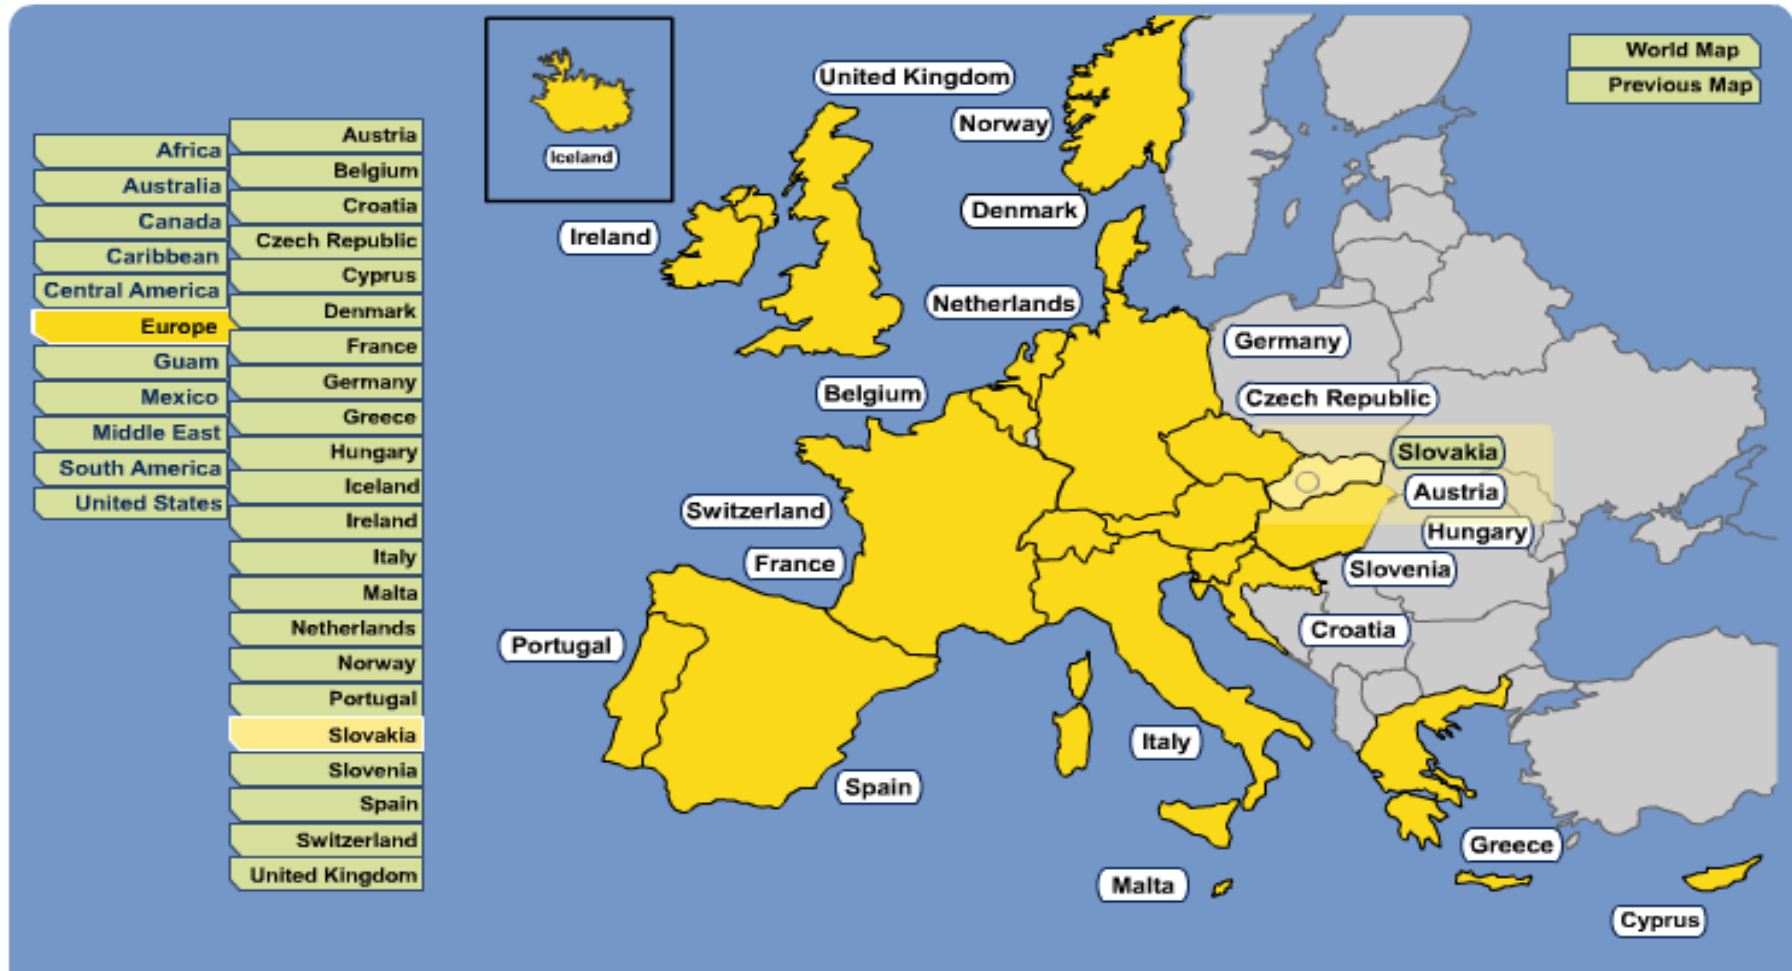 Africa
Australia
Canada
Caribbean
Central America
Europe
Guam
Mexico
Middle East
South America
United States
Austria
Belgium
Croatia
Czech Republic
Cyprus
Denmark
France
Germany
Greece
Hungary
Iceland
Ireland
Italy
Malta
Netherlands
Norway
Portugal
Slovakia
Slovenia
Spain
Switzerland
United Kingdom
World Map
Previous Map
Iceland
United Kingdom
Norway
Denmark
Ireland
Netherlands
Germany
Belgium
Czech Republic
Slovakia
Austria
Switzerland
Hungary
France
Slovenia
Croatia
Portugal
Italy
Spain
Greece
Malta
Cyprus